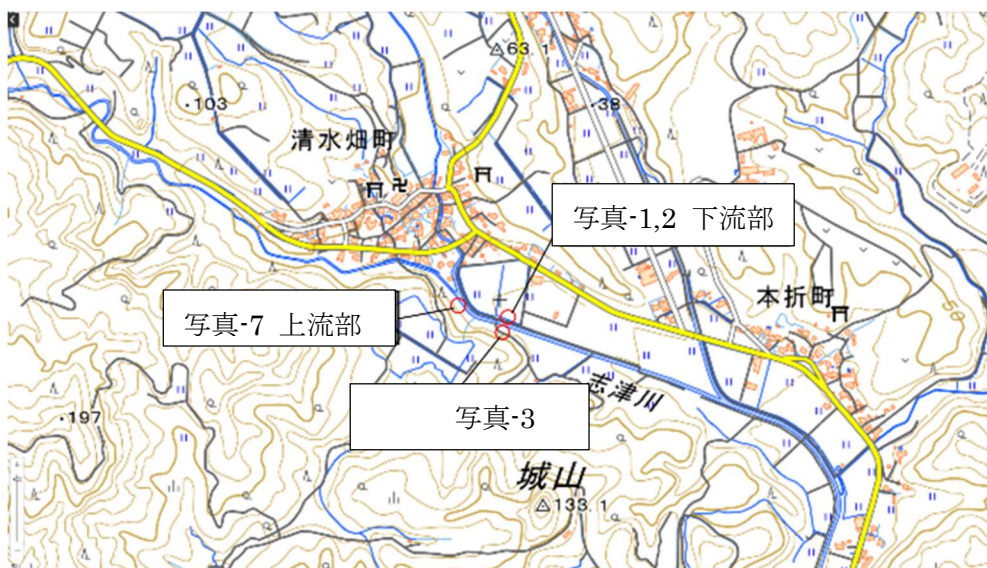 63.1
・103
・38
清水畑町
写真-1,2 下流部
本折町
写真-7 上流部
志津川
写真-3
・197
城山
133.1